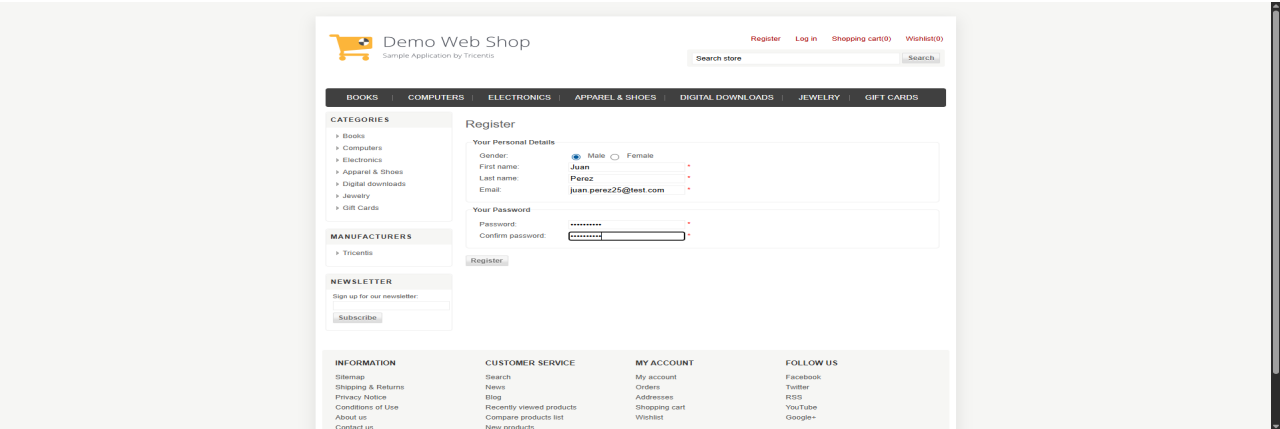 Demo Web Shop
Sample Application by Tricentis
Register Log in Shopping cart(0) Wishlist(0)
Search store Search
BOOKS COMPUTERS ELECTRONICS APPAREL & SHOES DIGITAL DOWNLOADS JEWELRY GIFT CARDS
CATEGORIES
Books
Computers
Electronics
Apparel & Shoes
Digital downloads
Jewelry
Gift Cards
MANUFACTURERS
Tricentis
NEWSLETTER
Sign up for our newsletter:
Subscribe
Register
Your Personal Details
Gender: Male Female
First name: Juan *
Last name: Perez *
Email: juan.perez25@test.com *
Your Password
Password: •••••••••• *
Confirm password: •••••••••• *
Register
INFORMATION
Sitemap
Shipping & Returns
Privacy Notice
Conditions of Use
About us
Contact us
CUSTOMER SERVICE
Search
News
Blog
Recently viewed products
Compare products list
New products
MY ACCOUNT
My account
Orders
Addresses
Shopping cart
Wishlist
FOLLOW US
Facebook
Twitter
RSS
YouTube
Google+